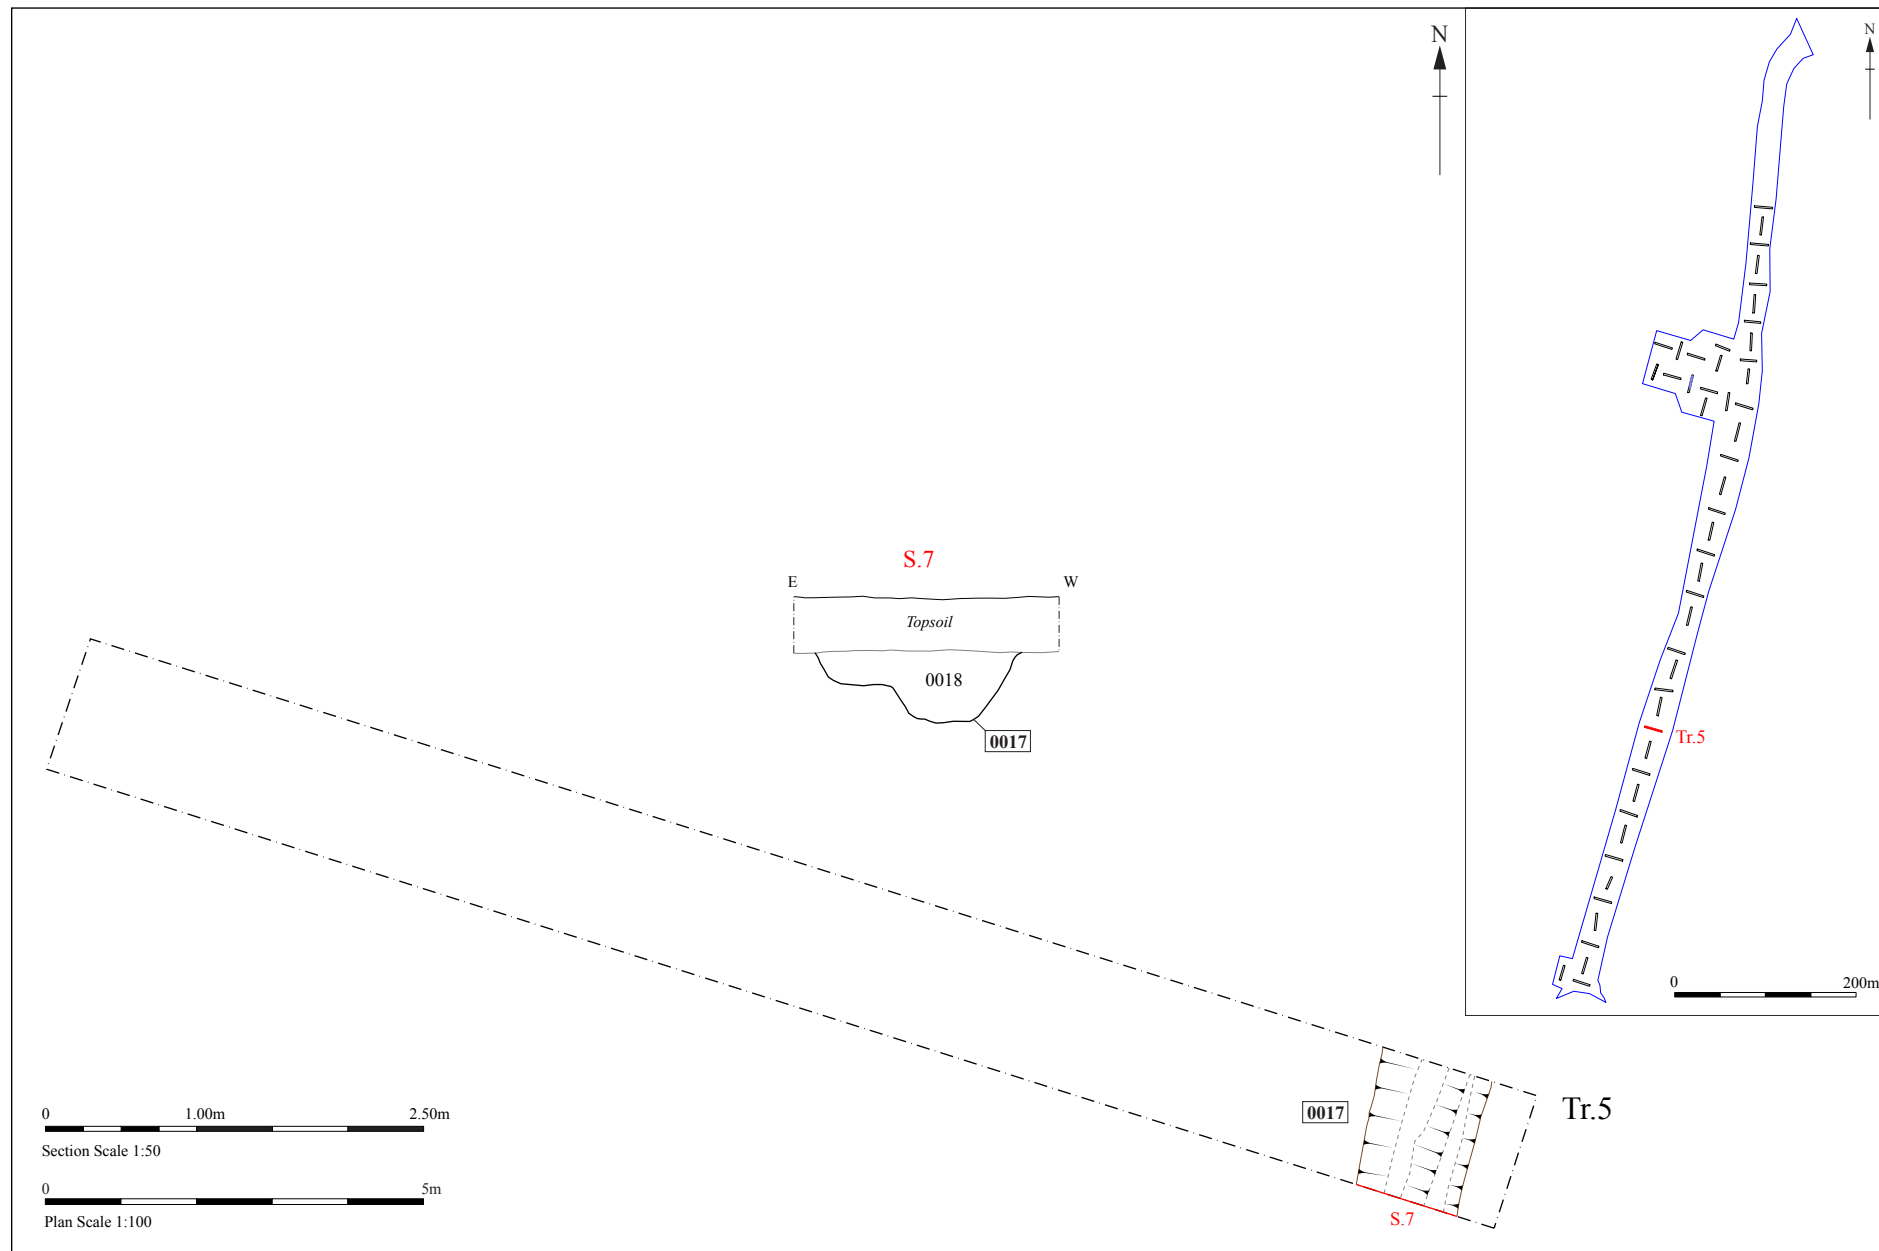 N
N
S.7
E
W
Topsoil
0018
0017
Tr.5
0
200m
0017
Tr.5
S.7
0
1.00m
2.50m
Section Scale 1:50
0
5m
Plan Scale 1:100